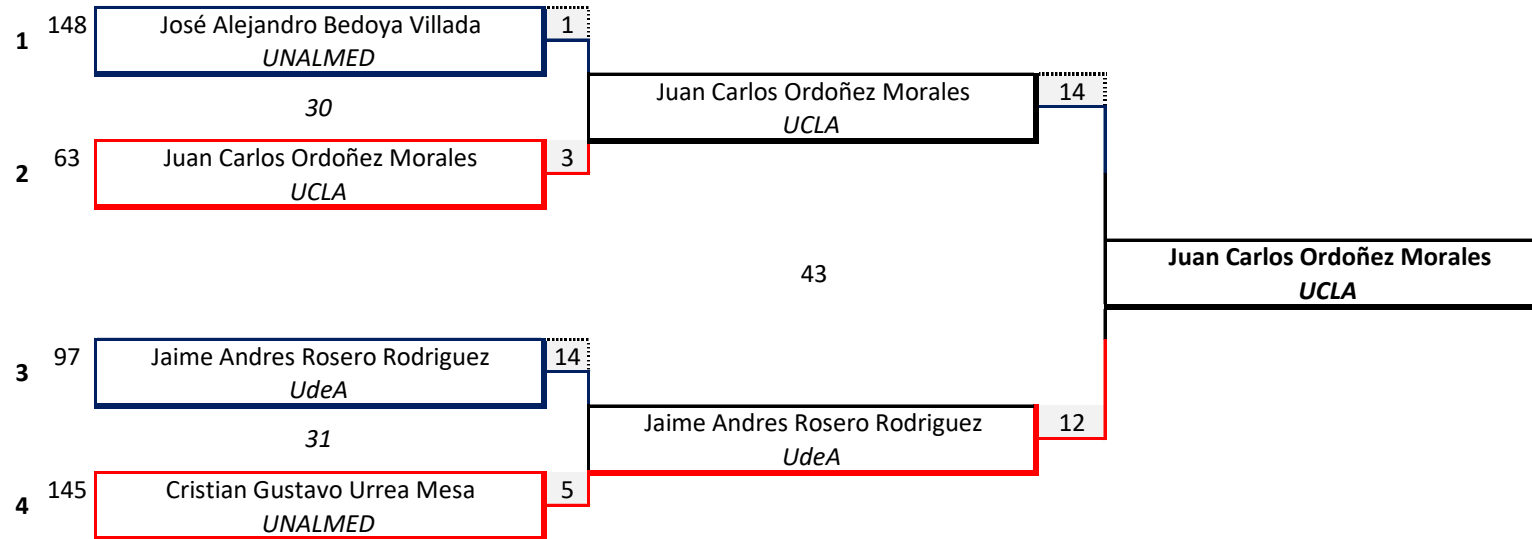 1 148 José Alejandro Bedoya Villada 1
UNALMED
Juan Carlos Ordoñez Morales 14
UCLA
30
2 63 Juan Carlos Ordoñez Morales 3
UCLA
Juan Carlos Ordoñez Morales
UCLA
43
3 97 Jaime Andres Rosero Rodriguez 14
UdeA
Jaime Andres Rosero Rodriguez 12
UdeA
31
4 145 Cristian Gustavo Urrea Mesa 5
UNALMED